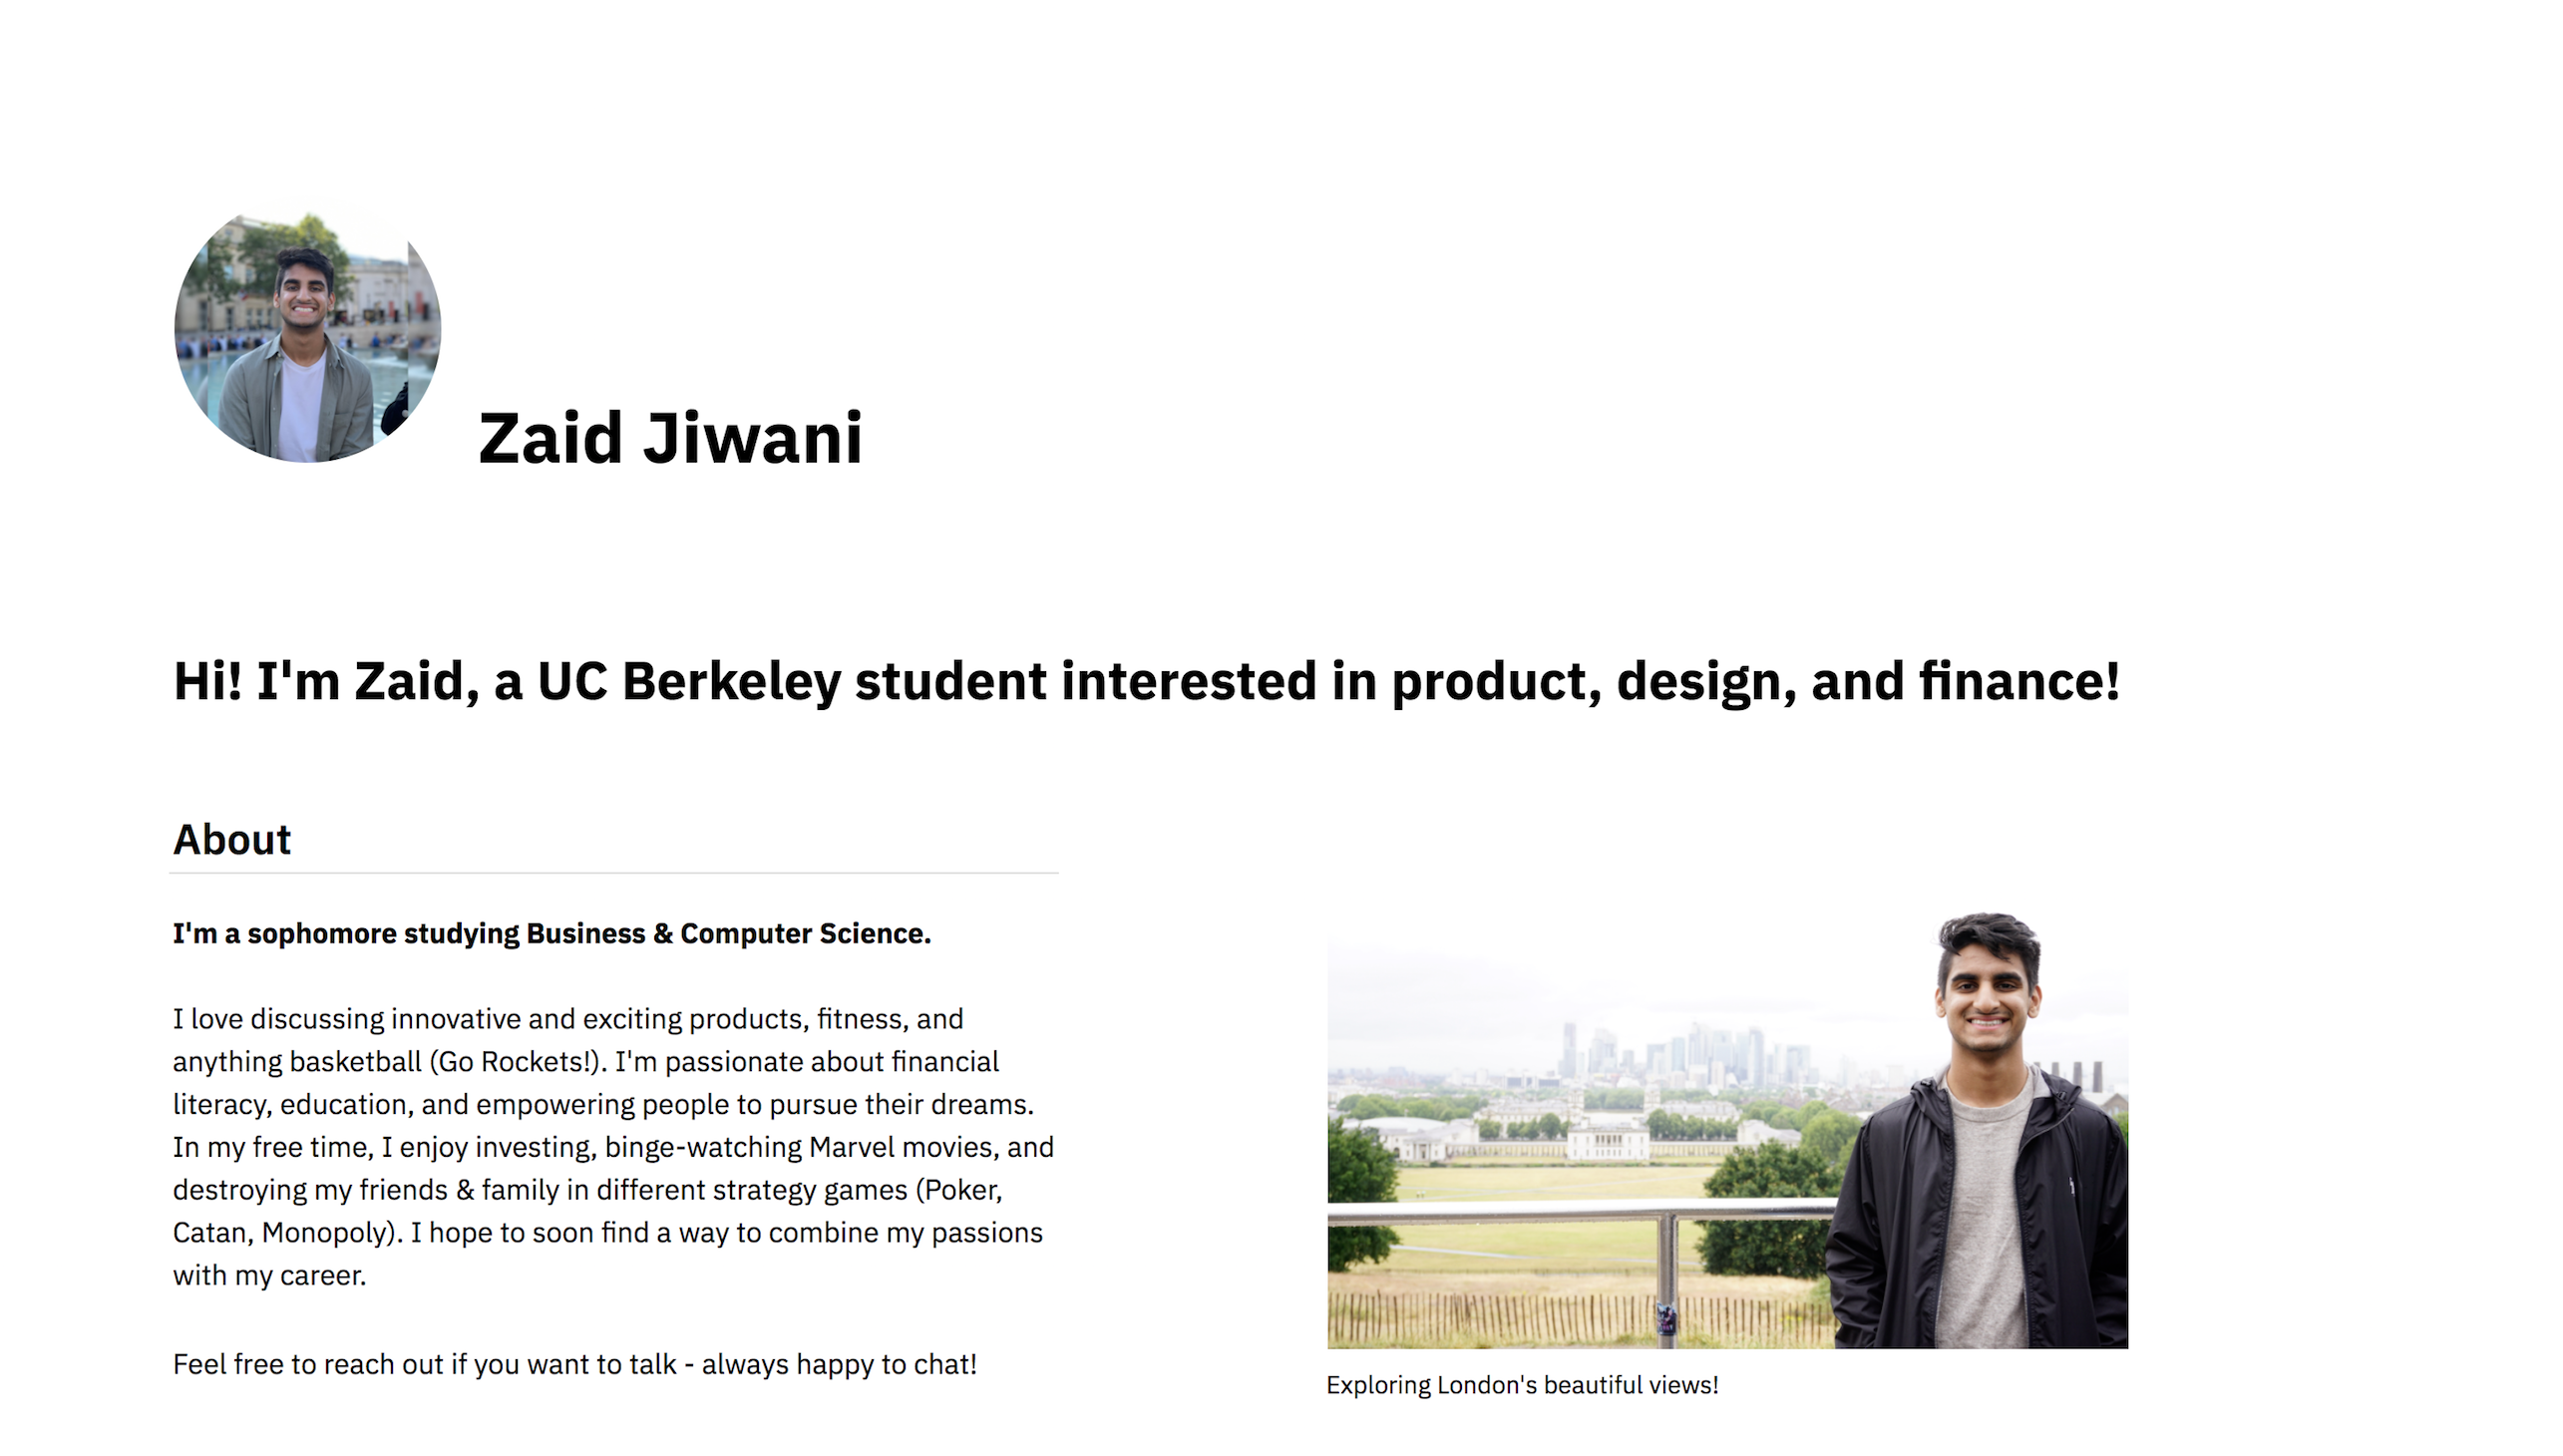 Zaid Jiwani
Hi! I'm Zaid, a UC Berkeley student interested in product, design, and finance!
About
I'm a sophomore studying Business & Computer Science.
I love discussing innovative and exciting products, fitness, and
anything basketball (Go Rockets!). I'm passionate about financial
literacy, education, and empowering people to pursue their dreams.
In my free time, I enjoy investing, binge-watching Marvel movies, and
destroying my friends & family in different strategy games (Poker,
Catan, Monopoly). I hope to soon find a way to combine my passions
with my career.
Feel free to reach out if you want to talk - always happy to chat!
Exploring London's beautiful views!